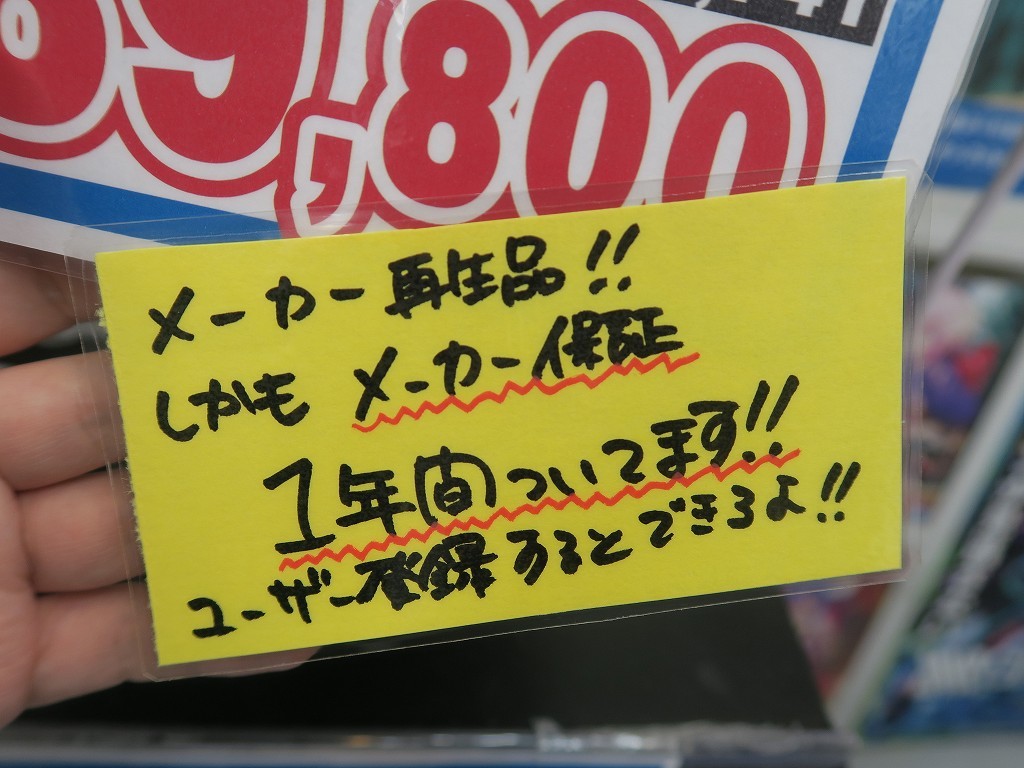 89,800
メーカー再生品!!
しかも メーカー保証
1年間ついてます!!
ユーザー登録するとできるよ!!